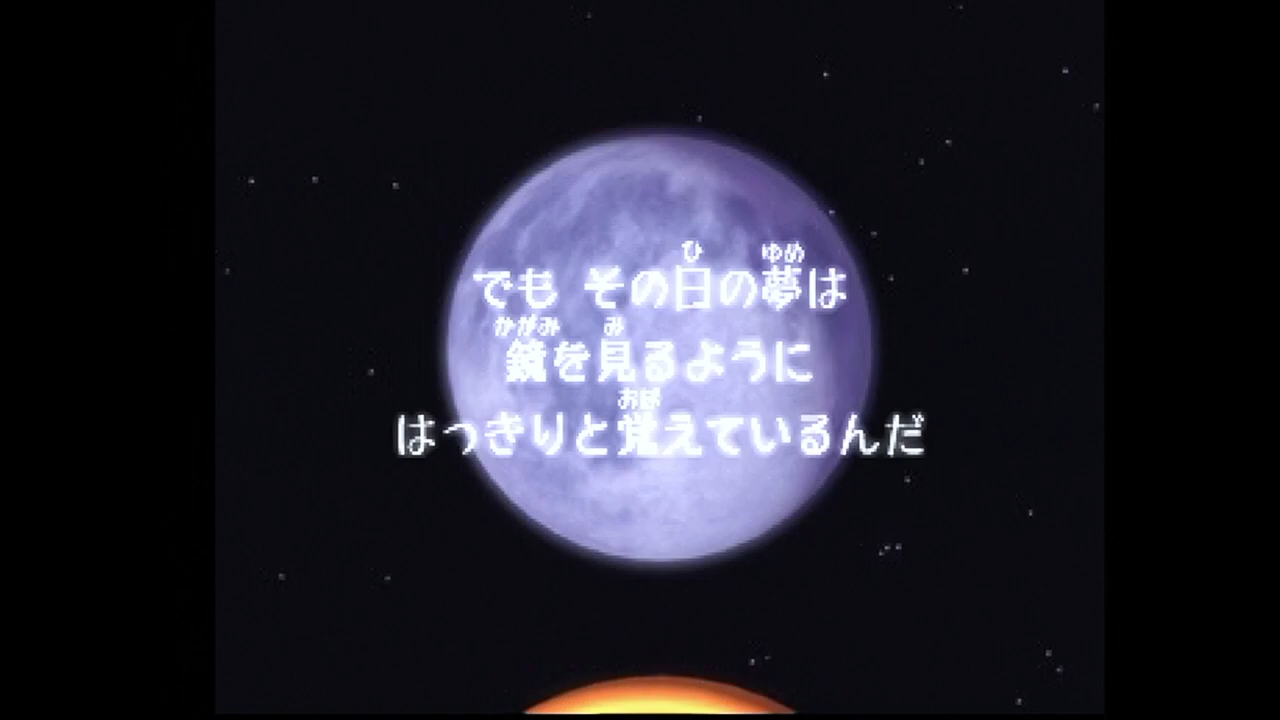 でも その日の夢は
鏡を見るように
はっきりと覚えているんだ